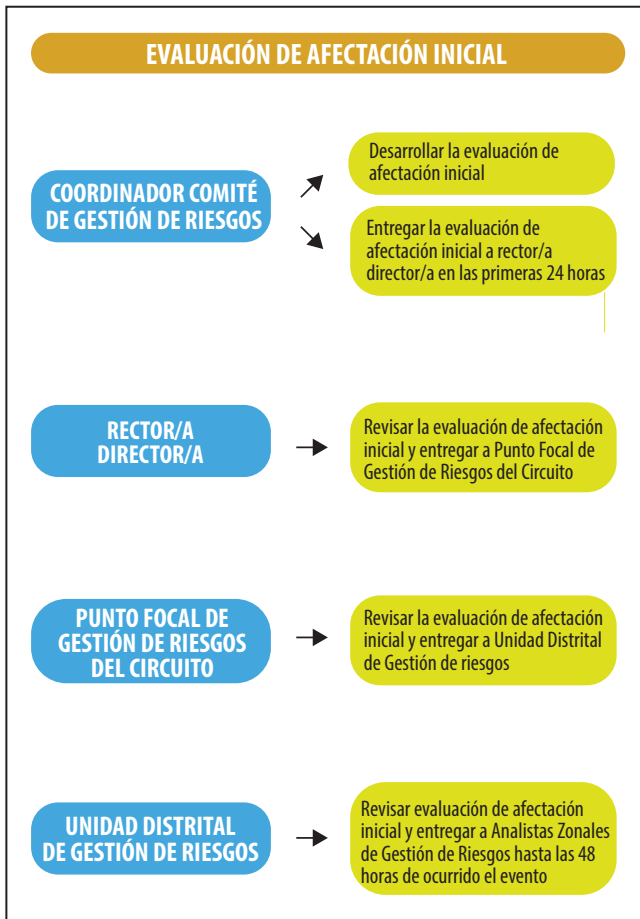 EVALUACIÓN DE AFECTACIÓN INICIAL
COORDINADOR COMITÉ
DE GESTIÓN DE RIESGOS
Desarrollar la evaluación de
afectación inicial
Entregar la evaluación de
afectación inicial a rector/a
director/a en las primeras 24 horas
RECTOR/A
DIRECTOR/A
Revisar la evaluación de afectación
inicial y entregar a Punto Focal de
Gestión de Riesgos del Circuito
PUNTO FOCAL DE
GESTIÓN DE RIESGOS
DEL CIRCUITO
Revisar la evaluación de afectación
inicial y entregar a Unidad Distrital
de Gestión de riesgos
UNIDAD DISTRITAL
DE GESTIÓN DE RIESGOS
Revisar evaluación de afectación
inicial y entregar a Analistas Zonales
de Gestión de Riesgos hasta las 48
horas de ocurrido el evento